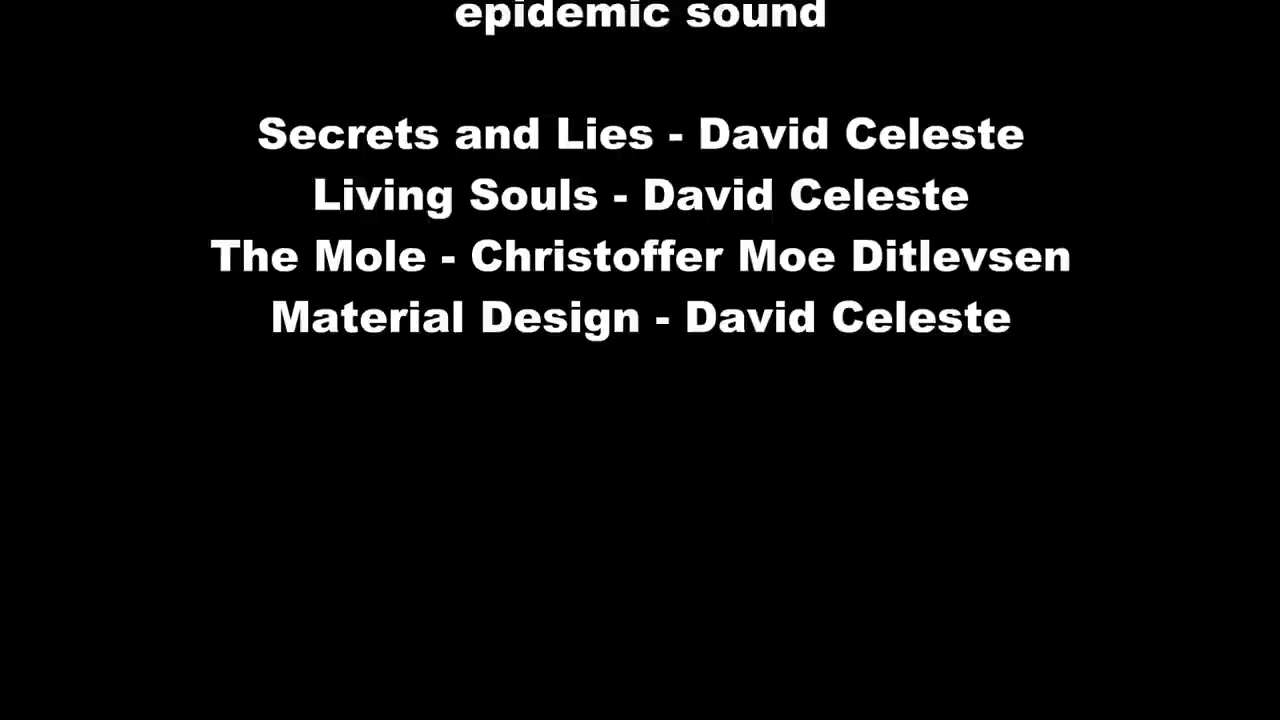 epidemic sound
Secrets and Lies - David Celeste
Living Souls - David Celeste
The Mole - Christoffer Moe Ditlevsen
Material Design - David Celeste